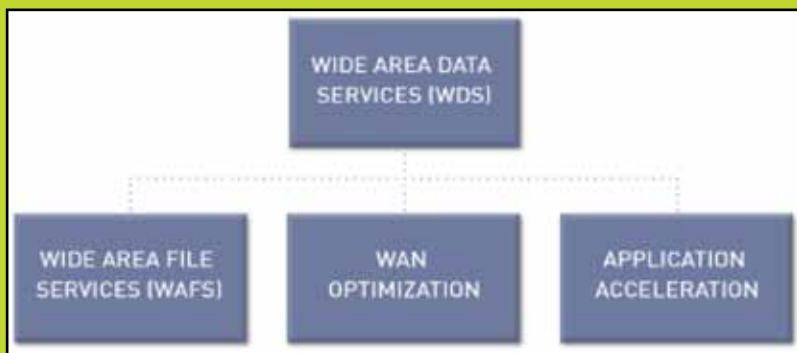 WIDE AREA DATA
SERVICES (WDS)
WIDE AREA FILE
SERVICES (WAFS)
WAN
OPTIMIZATION
APPLICATION
ACCELERATION